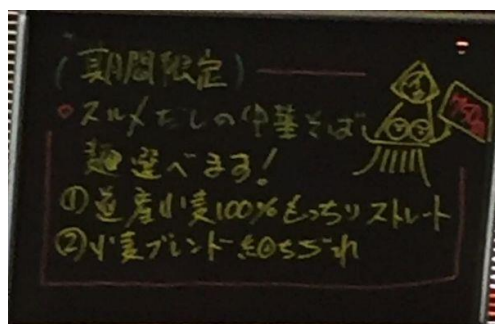 (期間限定)
スルメだしの中華そば
麺選べます!
①道産小麦100%もっちりストレート
②小麦ブレンド細ちぢれ